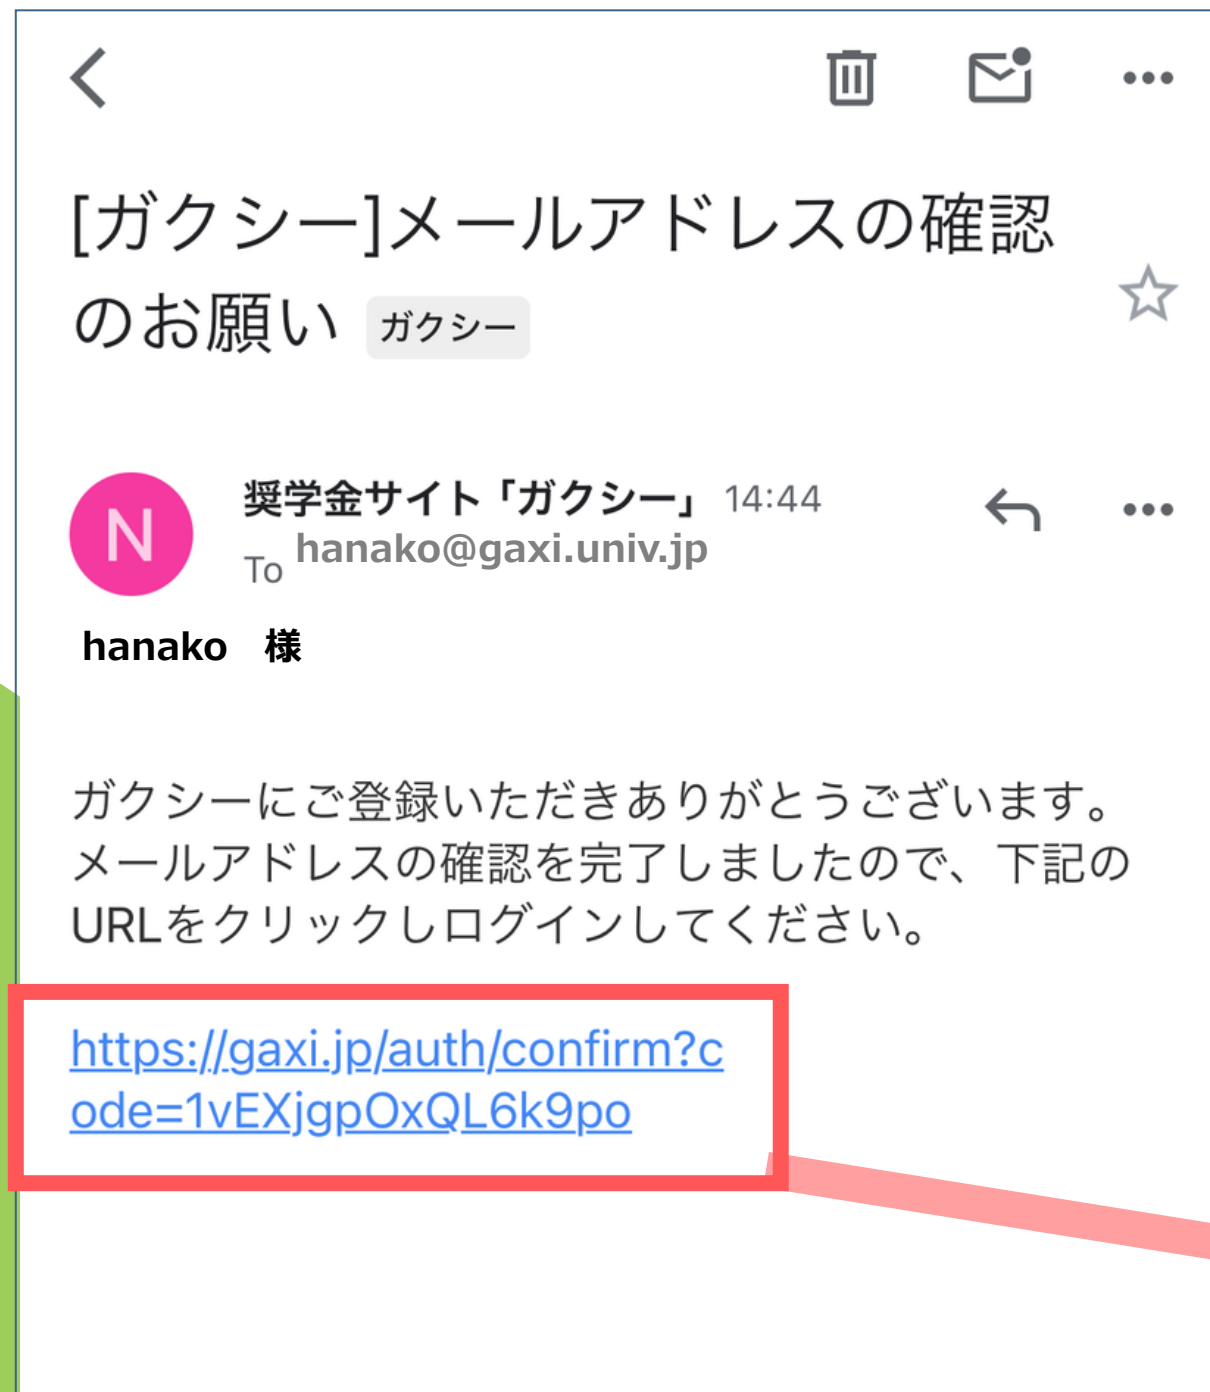 [ガクシー]メールアドレスの確認
のお願い ガクシー
N
奨学金サイト「ガクシー」 14:44
To hanako@gaxi.univ.jp
hanako 様
ガクシーにご登録いただきありがとうございます。
メールアドレスの確認を完了しましたので、下記の
URLをクリックしログインしてください。
https://gaxi.jp/auth/confirm?c
ode=1vEXjgpOxQL6k9po